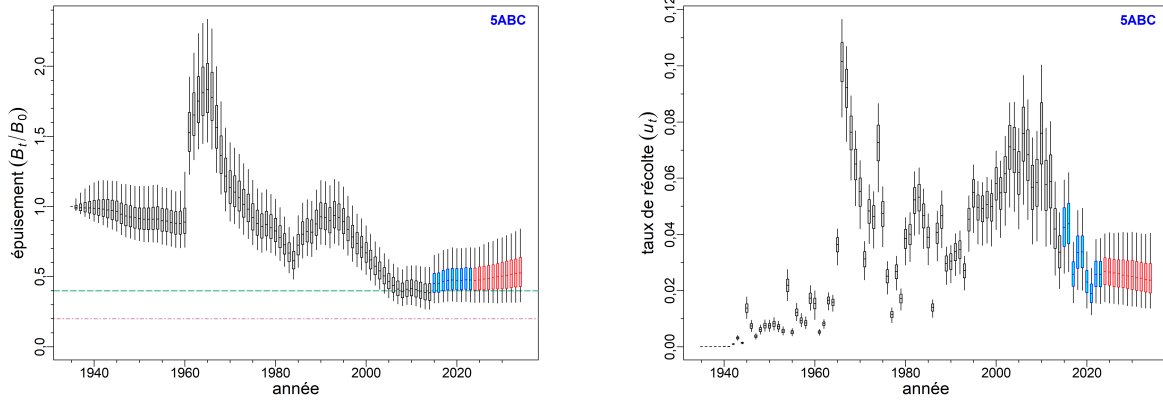 5ABC
épuisement (Bt/B0)
2,0
1,5
1,0
0,5
0,0
1940 1960 1980 2000 2020
année
5ABC
taux de récolte (ut)
0,12
0,10
0,08
0,06
0,04
0,02
0,00
1940 1960 1980 2000 2020
année